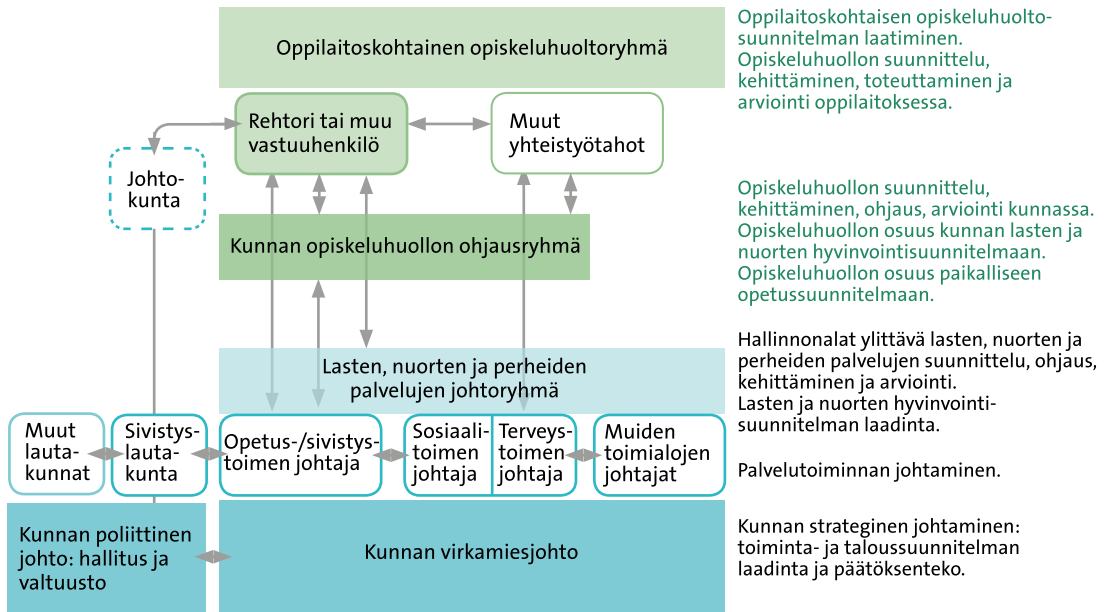 Oppilaitoskohtainen opiskeluhuoltoryhmä
Oppilaitoskohtaisen opiskeluhuolto-
suunnitelman laatiminen.
Opiskeluhuollon suunnittelu,
kehittäminen, toteuttaminen ja
arviointi oppilaitoksessa.
Rehtori tai muu
vastuuhenkilö
Muut
yhteistyötahot
Johto-
kunta
Kunnan opiskeluhuollon ohjausryhmä
Opiskeluhuollon suunnittelu,
kehittäminen, ohjaus, arviointi kunnassa.
Opiskeluhuollon osuus kunnan lasten ja
nuorten hyvinvointisuunnitelmaan.
Opiskeluhuollon osuus paikalliseen
opetussuunnitelmaan.
Lasten, nuorten ja perheiden
palvelujen johtoryhmä
Hallinnonalat ylittävä lasten, nuorten ja
perheiden palvelujen suunnittelu, ohjaus,
kehittäminen ja arviointi.
Lasten ja nuorten hyvinvointi-
suunnitelman laadinta.
Muut
lauta-
kunnat
Sivistys-
lauta-
kunta
Opetus-/sivistys-
toimen johtaja
Sosiaali-
toimen
johtaja
Terveys-
toimen
johtaja
Muiden
toimialojen
johtajat
Palvelutoiminnan johtaminen.
Kunnan poliittinen
johto: hallitus ja
valtuusto
Kunnan virkamiesjohto
Kunnan strateginen johtaminen:
toiminta- ja taloussuunnitelman
laadinta ja päätöksenteko.